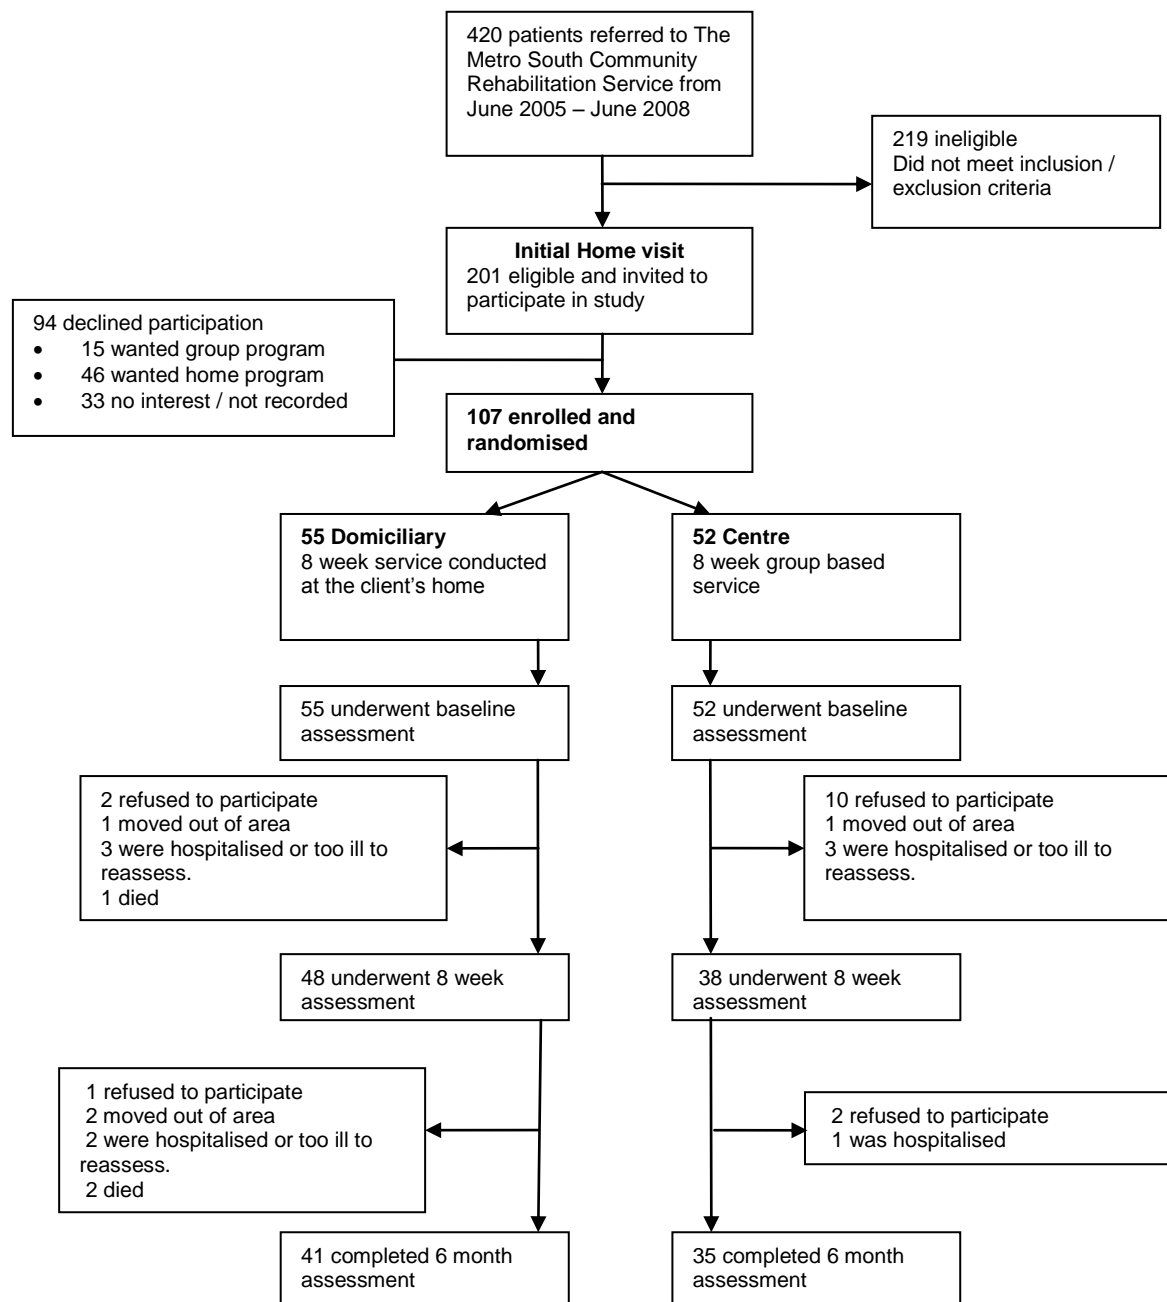 420 patients referred to The
Metro South Community
Rehabilitation Service from
June 2005 – June 2008
219 ineligible
Did not meet inclusion /
exclusion criteria
Initial Home visit
201 eligible and invited to
participate in study
94 declined participation
• 15 wanted group program
• 46 wanted home program
• 33 no interest / not recorded
107 enrolled and
randomised
55 Domiciliary
8 week service conducted
at the client's home
52 Centre
8 week group based
service
55 underwent baseline
assessment
52 underwent baseline
assessment
2 refused to participate
1 moved out of area
3 were hospitalised or too ill to
reassess.
1 died
10 refused to participate
1 moved out of area
3 were hospitalised or too ill to
reassess.
48 underwent 8 week
assessment
38 underwent 8 week
assessment
1 refused to participate
2 moved out of area
2 were hospitalised or too ill to
reassess.
2 died
2 refused to participate
1 was hospitalised
41 completed 6 month
assessment
35 completed 6 month
assessment